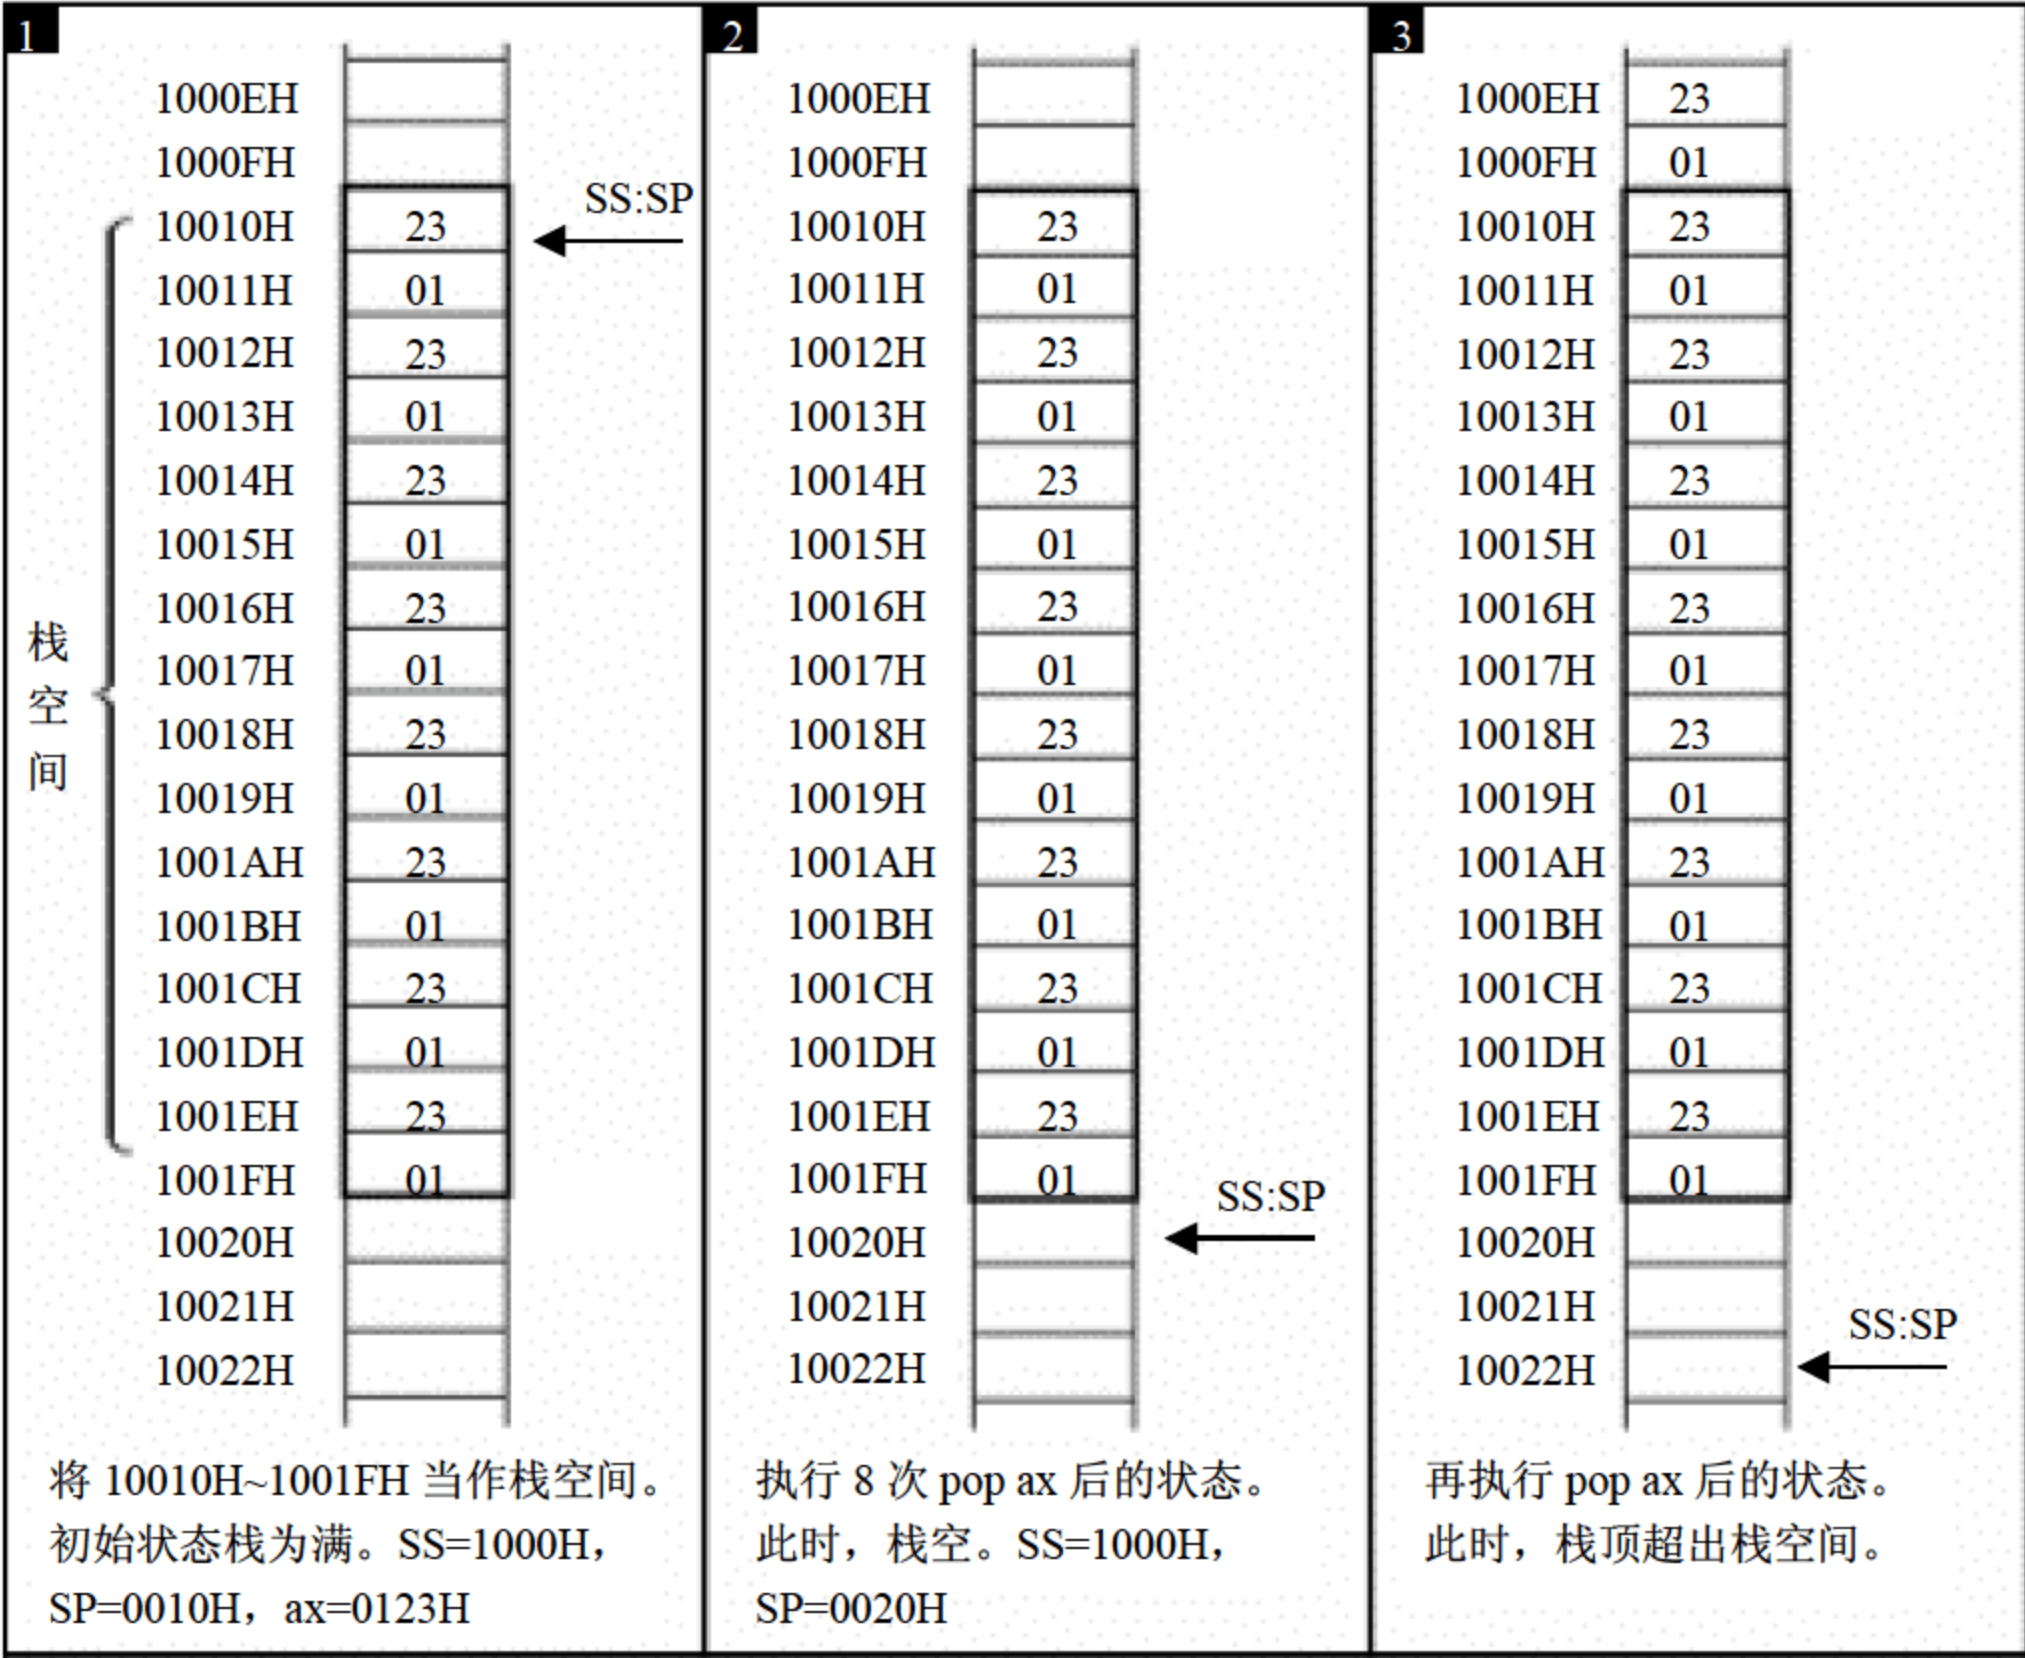 1
1000EH
1000FH
SS:SP
10010H 23
10011H 01
10012H 23
10013H 01
10014H 23
10015H 01
10016H 23
10017H 01
10018H 23
10019H 01
1001AH 23
1001BH 01
1001CH 23
1001DH 01
1001EH 23
1001FH 01
10020H
10021H
10022H
栈
空
间
将 10010H~1001FH 当作栈空间。
初始状态栈为满。SS=1000H，
SP=0010H，ax=0123H
2
1000EH
1000FH
10010H 23
10011H 01
10012H 23
10013H 01
10014H 23
10015H 01
10016H 23
10017H 01
10018H 23
10019H 01
1001AH 23
1001BH 01
1001CH 23
1001DH 01
1001EH 23
1001FH 01
SS:SP
10020H
10021H
10022H
执行 8 次 pop ax 后的状态。
此时，栈空。SS=1000H，
SP=0020H
3
1000EH 23
1000FH 01
10010H 23
10011H 01
10012H 23
10013H 01
10014H 23
10015H 01
10016H 23
10017H 01
10018H 23
10019H 01
1001AH 23
1001BH 01
1001CH 23
1001DH 01
1001EH 23
1001FH 01
10020H
10021H
SS:SP
10022H
再执行 pop ax 后的状态。
此时，栈顶超出栈空间。